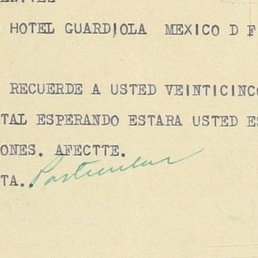 HOTEL GUARDIOLA MEXICO D F
RECUERDE A USTED VEINTICINCO
TAL ESPERANDO ESTARA USTED
ONES. AFECTTE.
TA. Particular